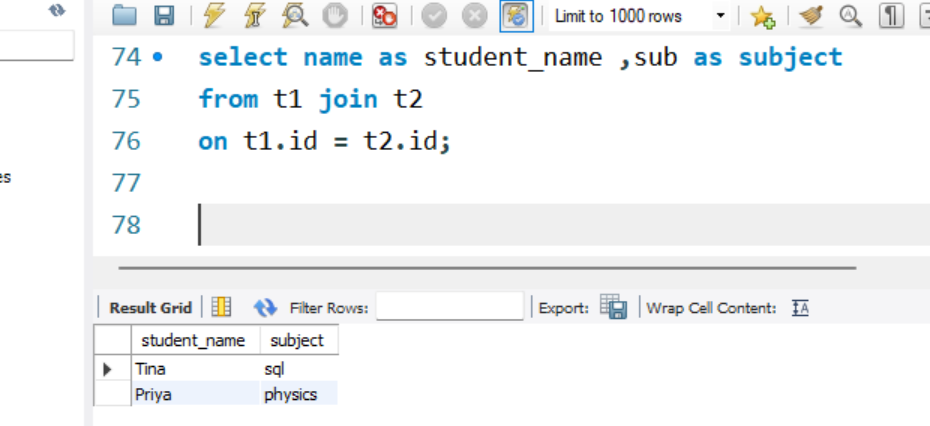 Limit to 1000 rows
74 select name as student_name ,sub as subject
es
75 from t1 join t2
76 on t1.id = t2.id;
77
78
Result Grid Filter Rows: Export: Wrap Cell Content:
student_name subject
Tina sql
Priya physics